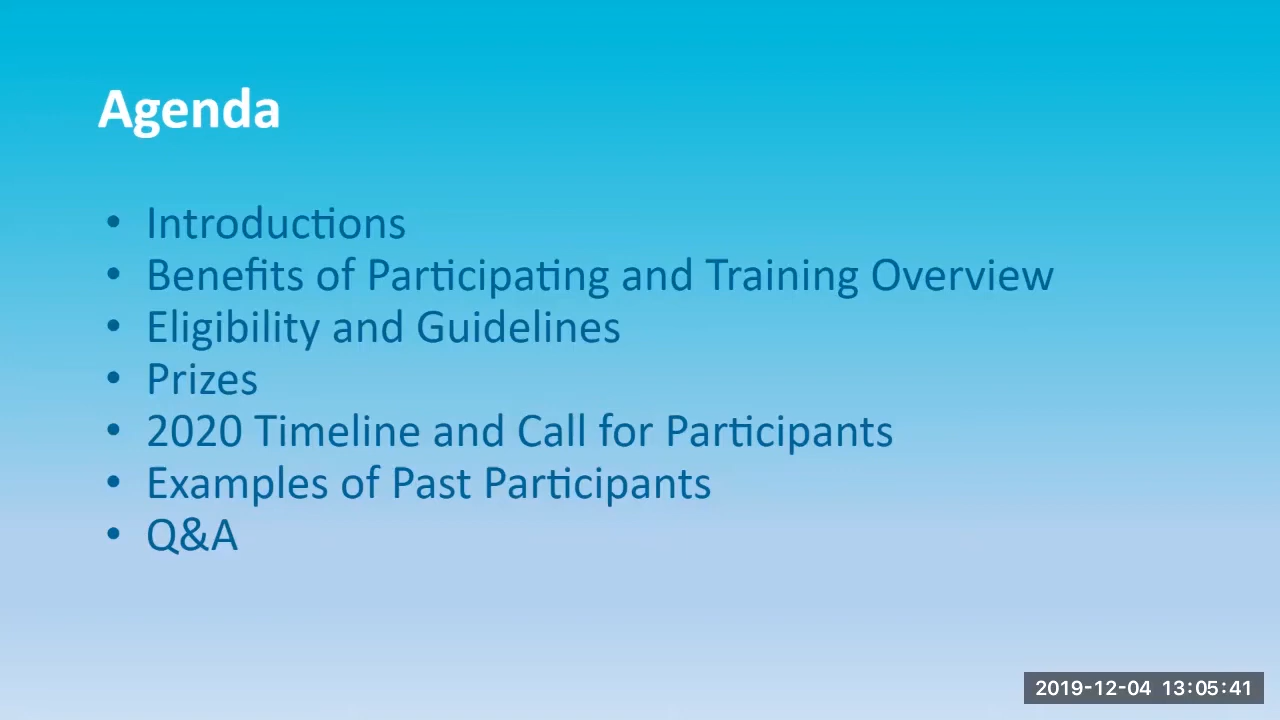 Agenda
• Introductions
• Benefits of Participating and Training Overview
• Eligibility and Guidelines
• Prizes
• 2020 Timeline and Call for Participants
• Examples of Past Participants
• Q&A
2019-12-04 13:05:41